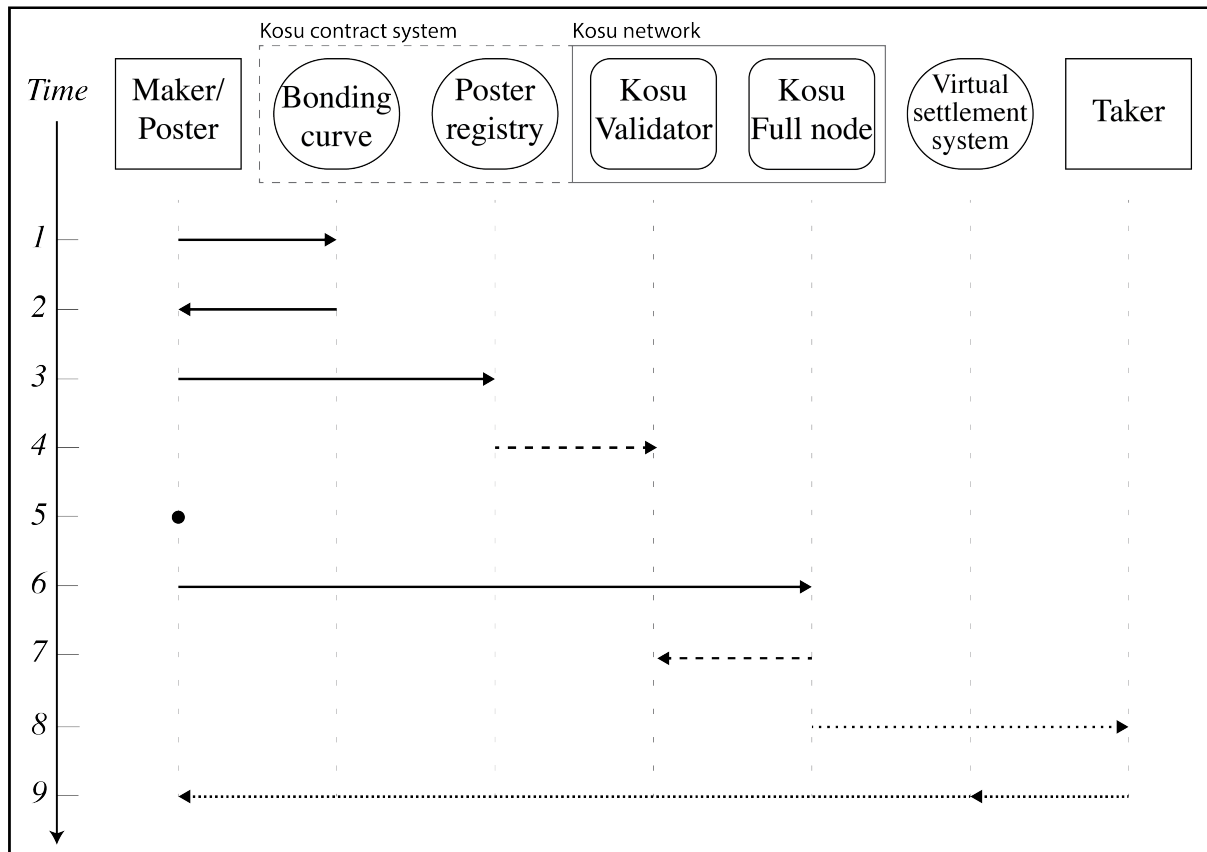 Kosu contract system
Kosu network
Time
Maker/
Poster
Bonding
curve
Poster
registry
Kosu
Validator
Kosu
Full node
Virtual
settlement
system
Taker
1
2
3
4
5
6
7
8
9